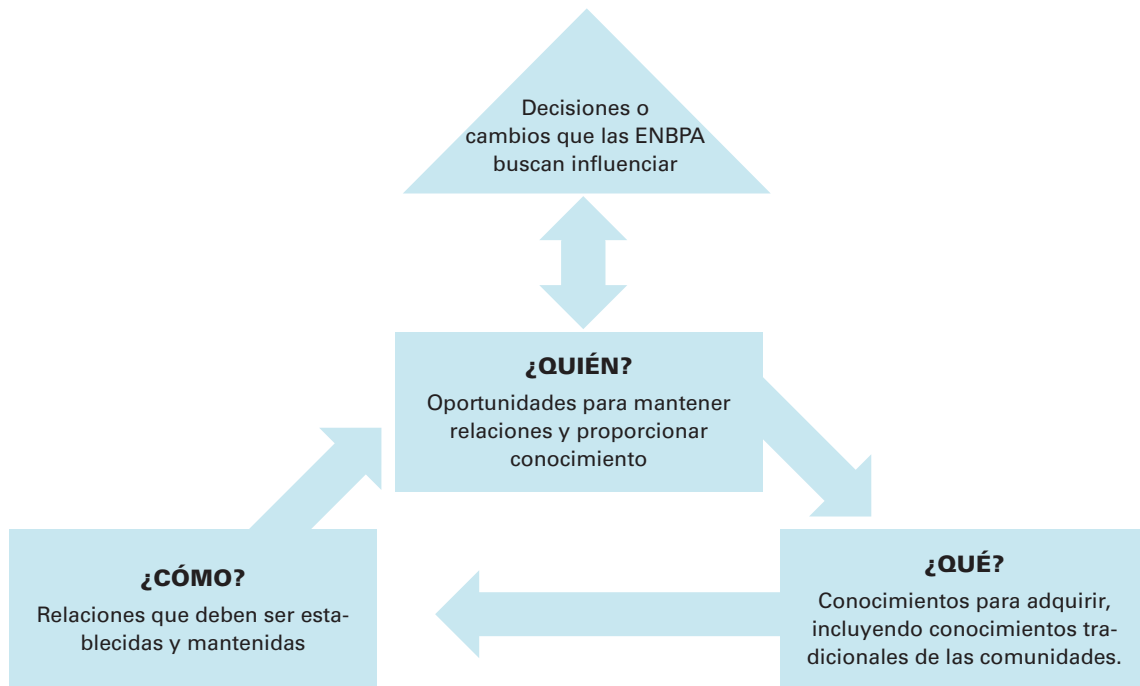 Decisiones o
cambios que las ENBPA
buscan influenciar
¿QUIÉN?
Oportunidades para mantener
relaciones y proporcionar
conocimiento
¿CÓMO?
Relaciones que deben ser esta-
blecidas y mantenidas
¿QUÉ?
Conocimientos para adquirir,
incluyendo conocimientos tra-
dicionales de las comunidades.